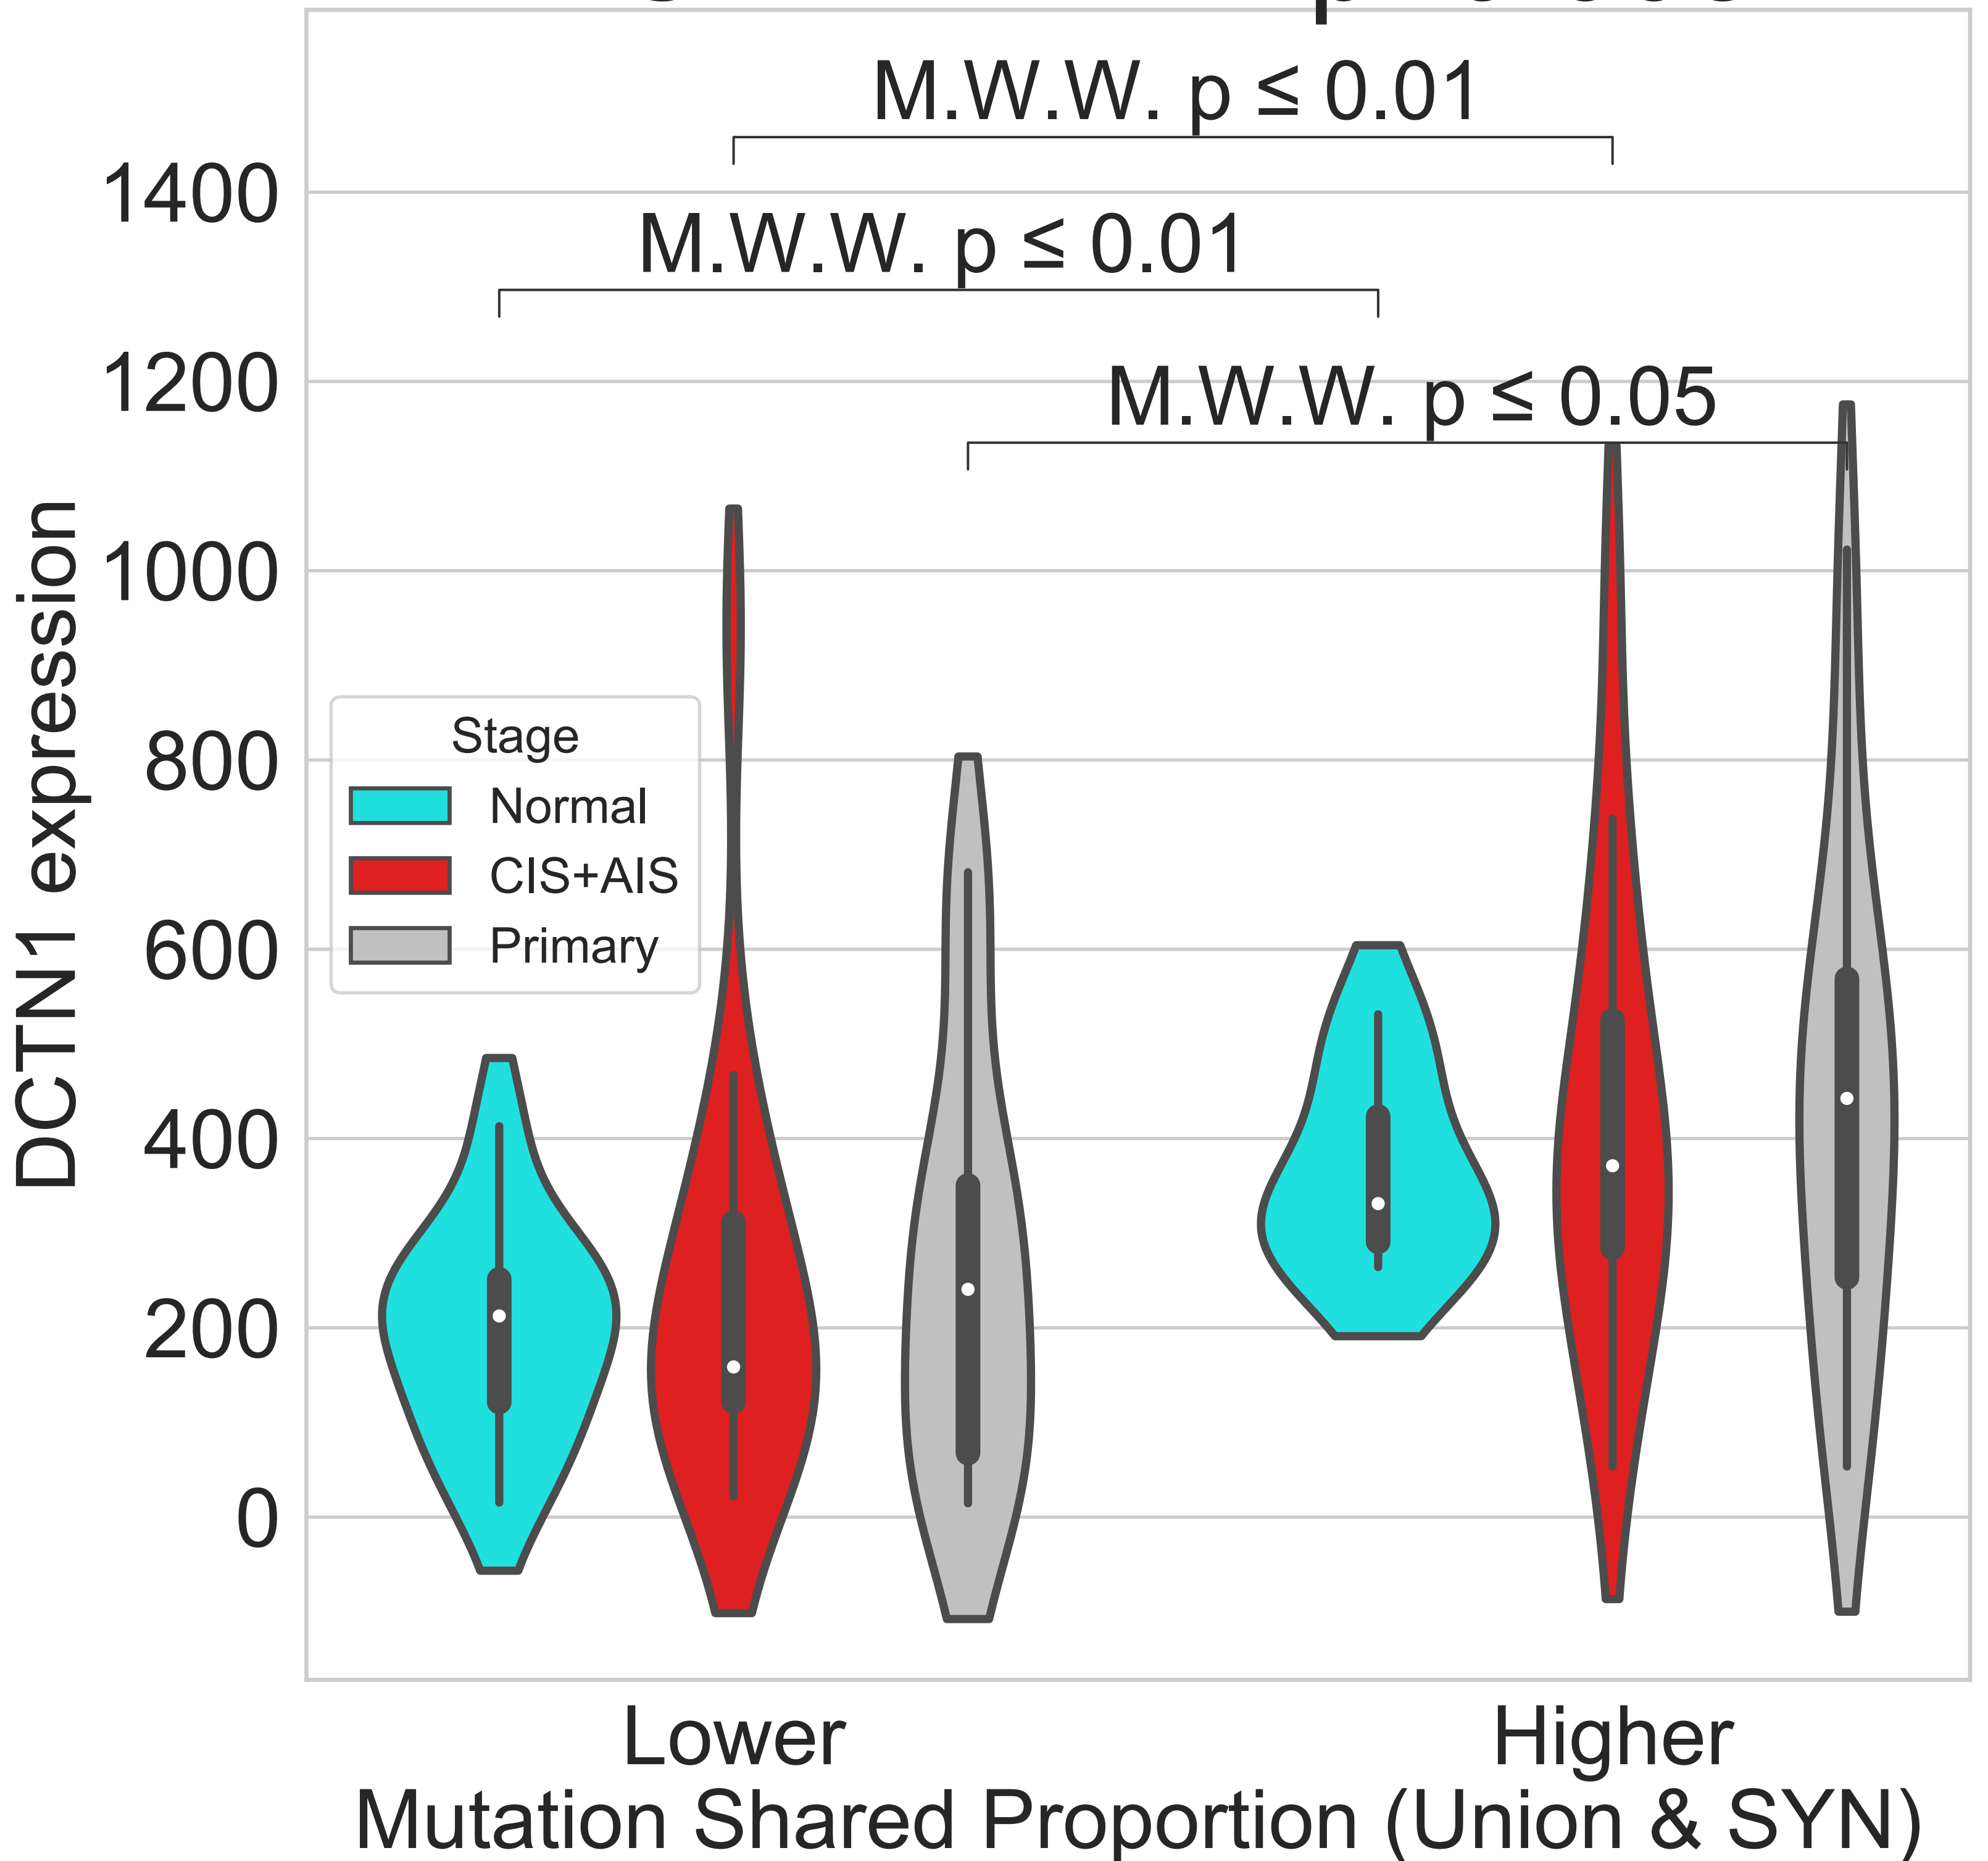 M.W.W. p ≤ 0.01
1400
M.W.W. p ≤ 0.01
1200
M.W.W. p ≤ 0.05
1000
800
600
400
200
0
DCTN1 expression
Stage
Normal
CIS+AIS
Primary
Lower
Higher
Mutation Shared Proportion (Union & SYN)